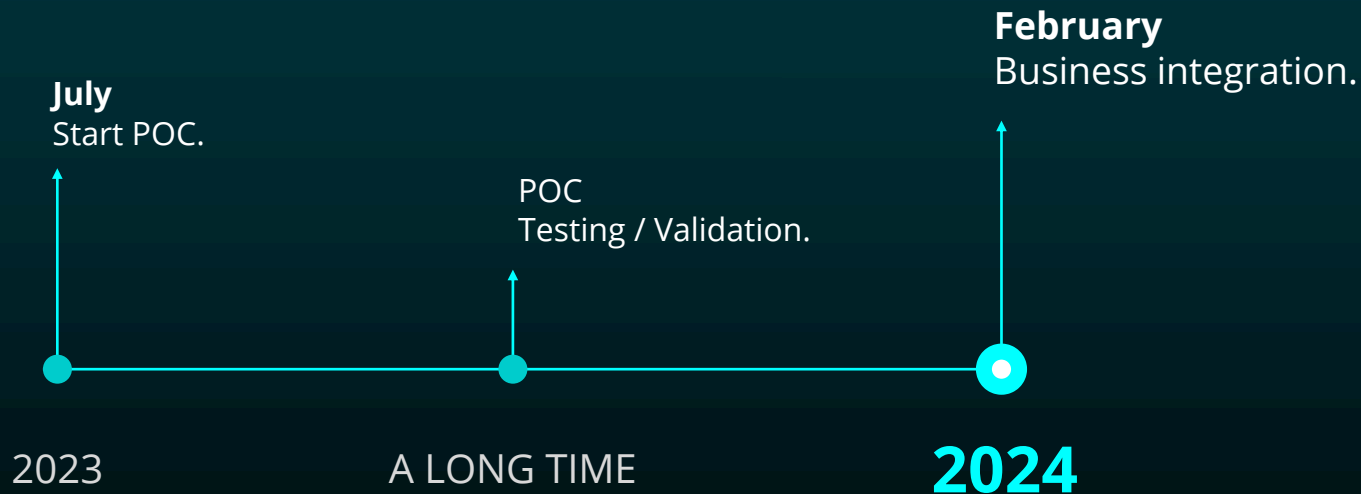 July
Start POC.
POC
Testing / Validation.
February
Business integration.
2023
A LONG TIME
2024